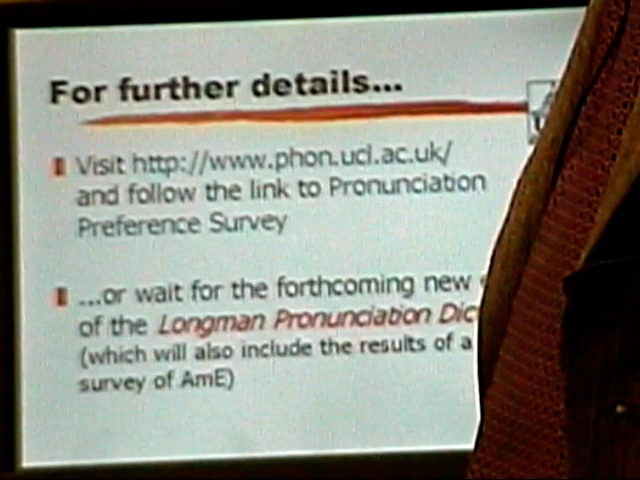 For further details...
Visit http://www.phon.ucl.ac.uk/
and follow the link to Pronunciation
Preference Survey
...or wait for the forthcoming new
of the Longman Pronunciation Dic
(which will also include the results of a
survey of AmE)